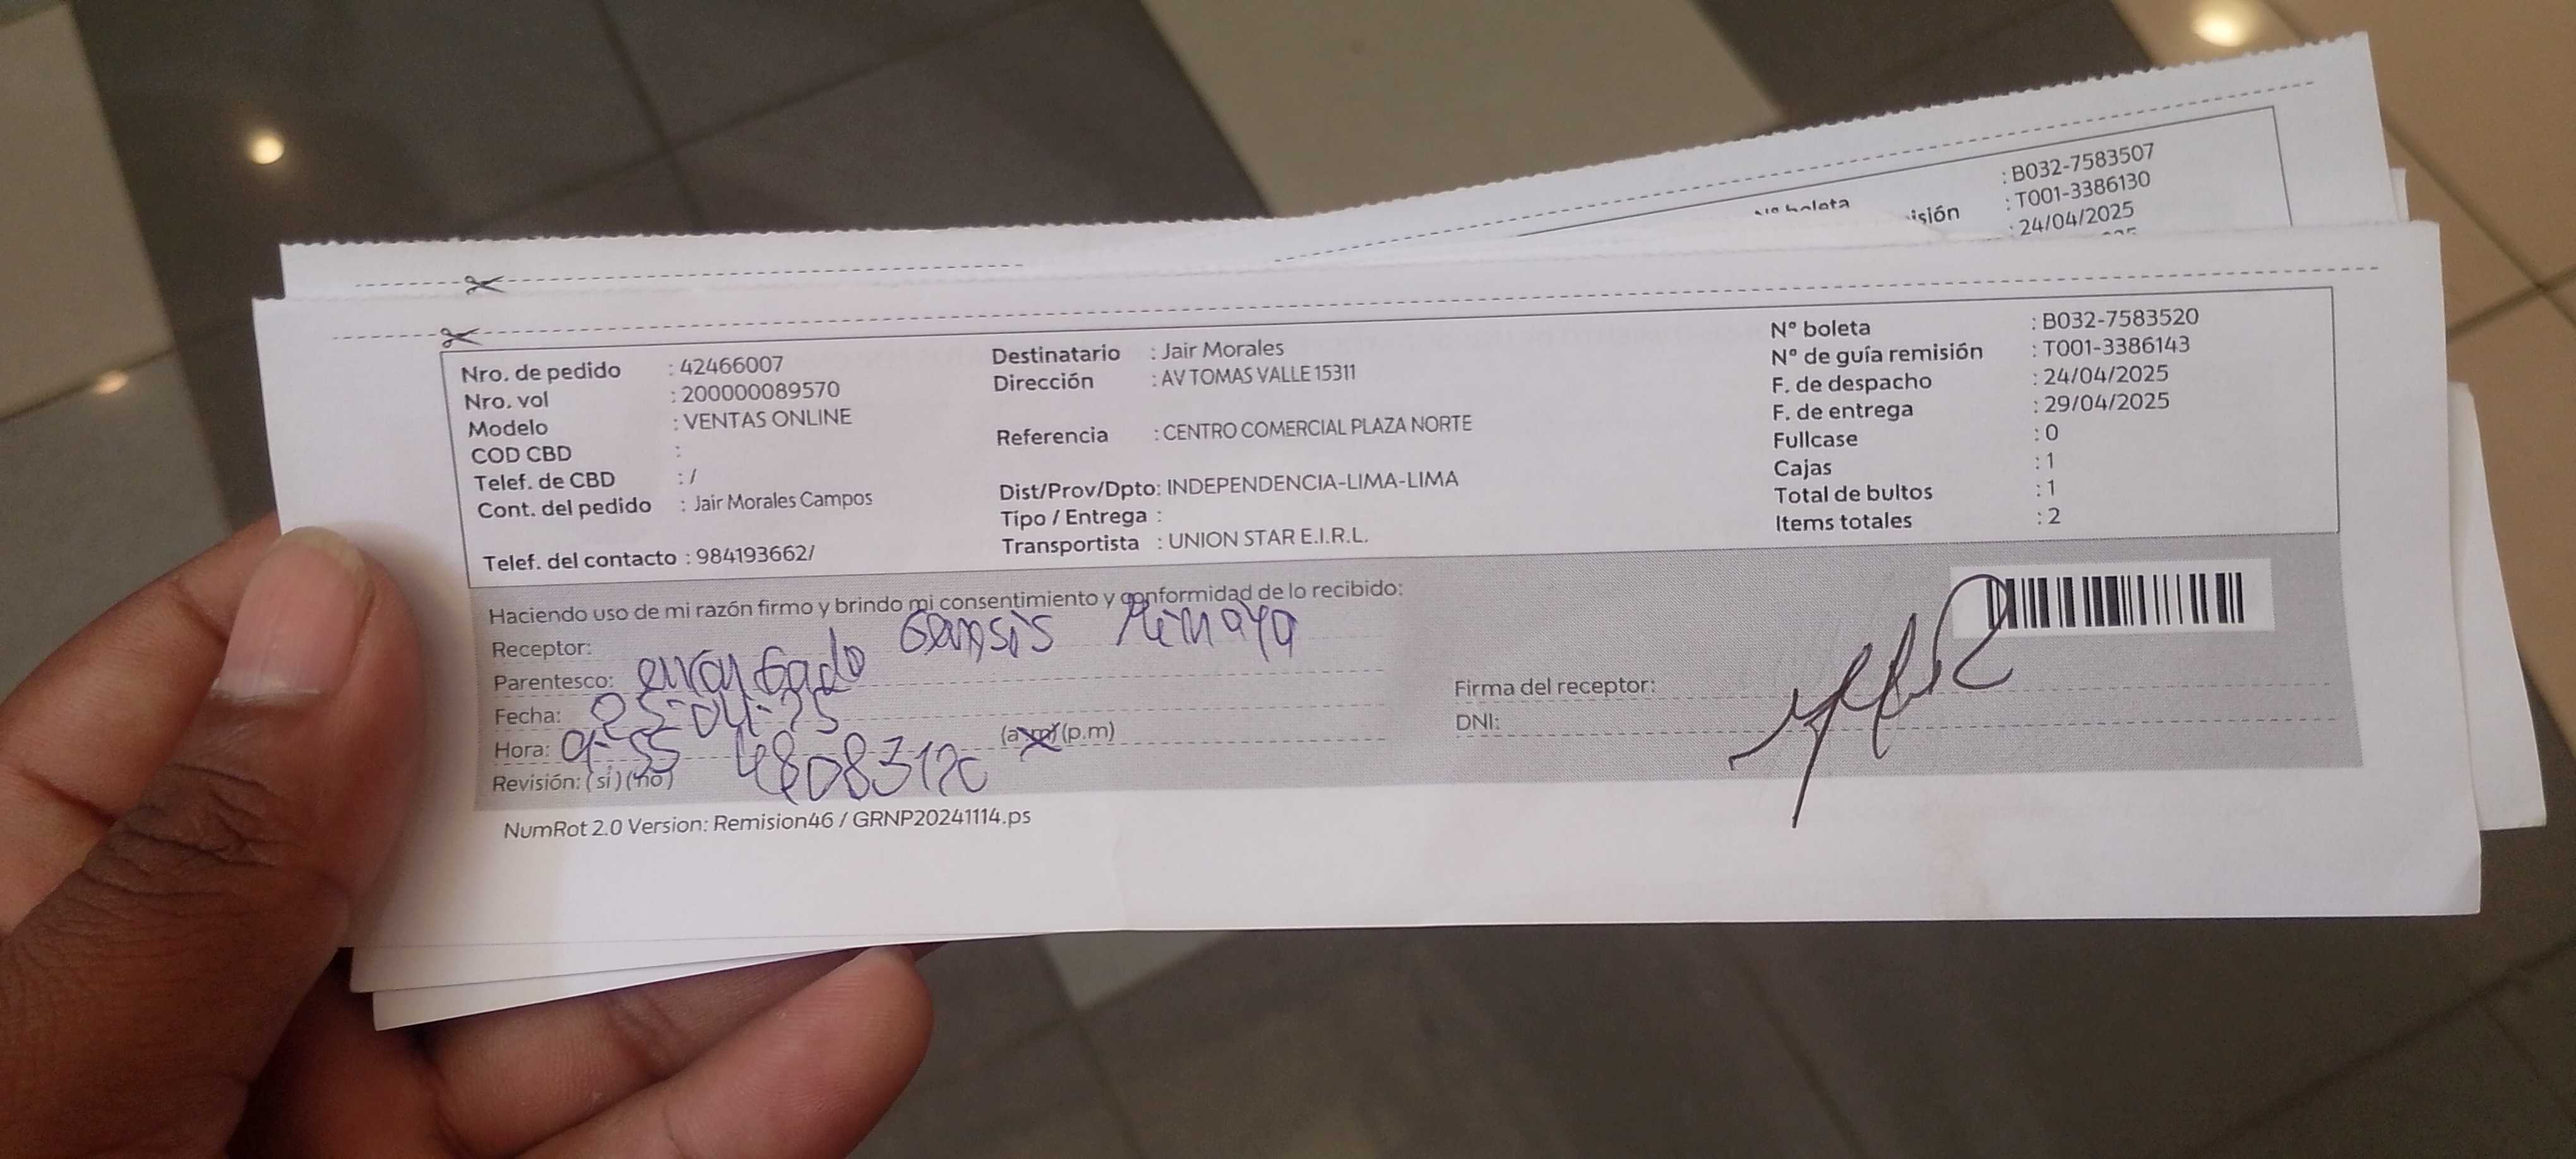 : B032-7583507
: T001-3386130
: 24/04/2025
Nro. de pedido : 42466007
Nro. vol : 200000089570
Modelo : VENTAS ONLINE
COD CBD :
Telef. de CBD : /
Cont. del pedido : Jair Morales Campos
Telef. del contacto : 984193662/
Destinatario : Jair Morales
Dirección : AV TOMAS VALLE 15311
Referencia : CENTRO COMERCIAL PLAZA NORTE
Dist/Prov/Dpto: INDEPENDENCIA-LIMA-LIMA
Tipo / Entrega :
Transportista : UNION STAR E.I.R.L.
N° boleta : B032-7583520
N° de guía remisión : T001-3386143
F. de despacho : 24/04/2025
F. de entrega : 29/04/2025
Fullcase : 0
Cajas : 1
Total de bultos : 1
Items totales : 2
Haciendo uso de mi razón firmo y brindo mi consentimiento y conformidad de lo recibido:
Receptor:
Parentesco: encargado
Fecha: 25-04-25
Hora: 9-55 (a.m) (p.m)
Revisión: (si) (no)
Firma del receptor:
DNI:
NumRot 2.0 Version: Remision46 / GRNP20241114.ps